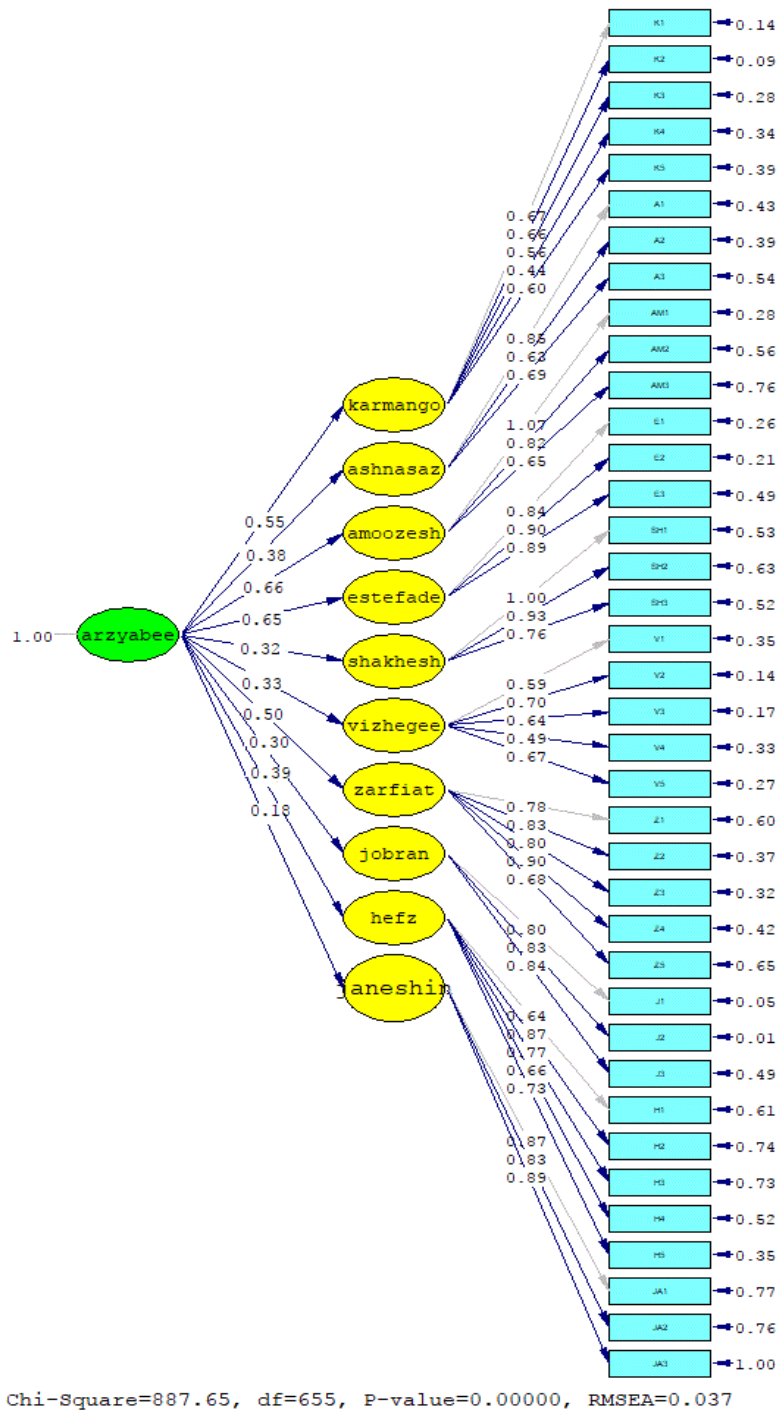 K1 0.14
K2 0.09
K3 0.28
K4 0.34
K5 0.39
A1 0.43
A2 0.39
A3 0.54
AM1 0.28
AM2 0.56
AM3 0.76
E1 0.26
E2 0.21
E3 0.49
SH1 0.53
SH2 0.63
SH3 0.52
V1 0.35
V2 0.14
V3 0.17
V4 0.33
V5 0.27
Z1 0.60
Z2 0.37
Z3 0.32
Z4 0.42
Z5 0.65
J1 0.05
J2 0.01
J3 0.49
H1 0.61
H2 0.74
H3 0.73
H4 0.52
H5 0.35
JA1 0.77
JA2 0.76
JA3 1.00
0.67
0.66
0.56
0.44
0.60
0.85
0.63
0.69
1.07
0.82
0.65
0.84
0.90
0.89
1.00
0.93
0.76
0.59
0.70
0.64
0.49
0.67
0.78
0.83
0.80
0.90
0.68
0.80
0.83
0.84
0.64
0.87
0.77
0.66
0.73
0.87
0.83
0.89
karmango
ashnasaz
amoozesh
estefade
shakhesh
vizhegee
zarfiat
jobran
hefz
janeshin
0.55
0.38
0.66
0.65
0.32
0.33
0.50
0.30
0.39
0.18
1.00
arzyabee
Chi-Square=887.65, df=655, P-value=0.00000, RMSEA=0.037